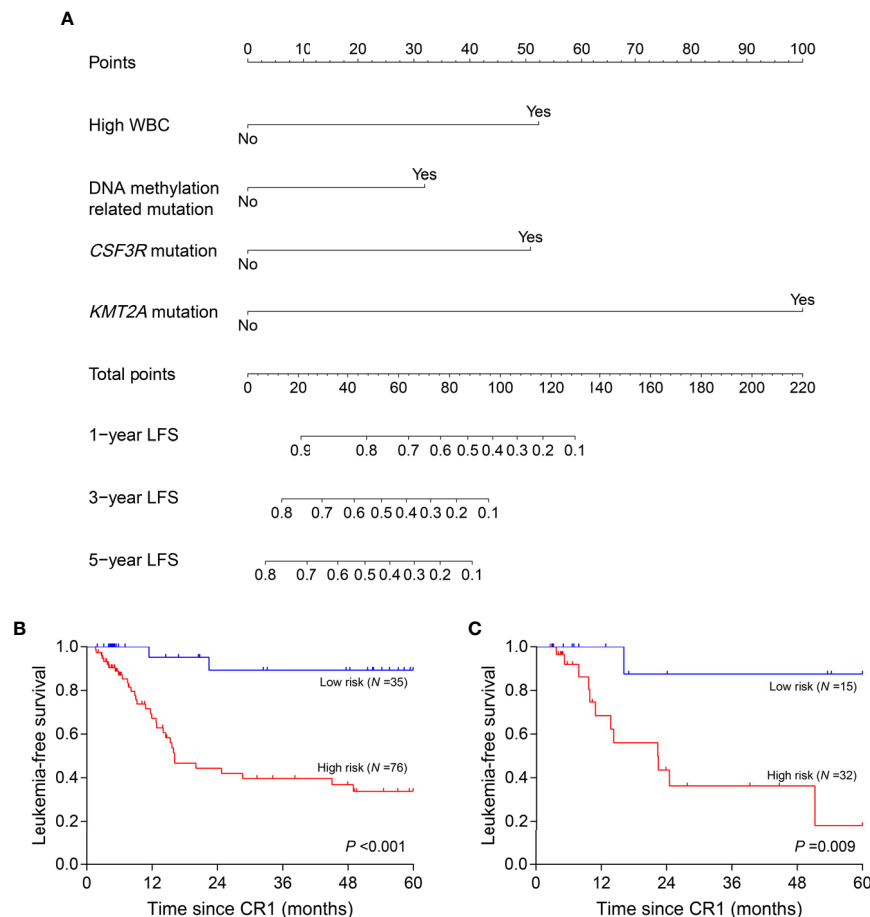 A
Points
0 10 20 30 40 50 60 70 80 90 100
High WBC
No
Yes
DNA methylation
related mutation
No
Yes
CSF3R mutation
No
Yes
KMT2A mutation
No
Yes
Total points
0 20 40 60 80 100 120 140 160 180 200 220
1−year LFS
0.9 0.8 0.7 0.6 0.5 0.4 0.3 0.2 0.1
3−year LFS
0.8 0.7 0.6 0.5 0.4 0.3 0.2 0.1
5−year LFS
0.8 0.7 0.6 0.5 0.4 0.3 0.2 0.1
B
Leukemia-free survival
1.0
0.8
0.6
0.4
0.2
0.0
Low risk (N =35)
High risk (N =76)
P <0.001
0 12 24 36 48 60
Time since CR1 (months)
C
Leukemia-free survival
1.0
0.8
0.6
0.4
0.2
0.0
Low risk (N =15)
High risk (N =32)
P =0.009
0 12 24 36 48 60
Time since CR1 (months)